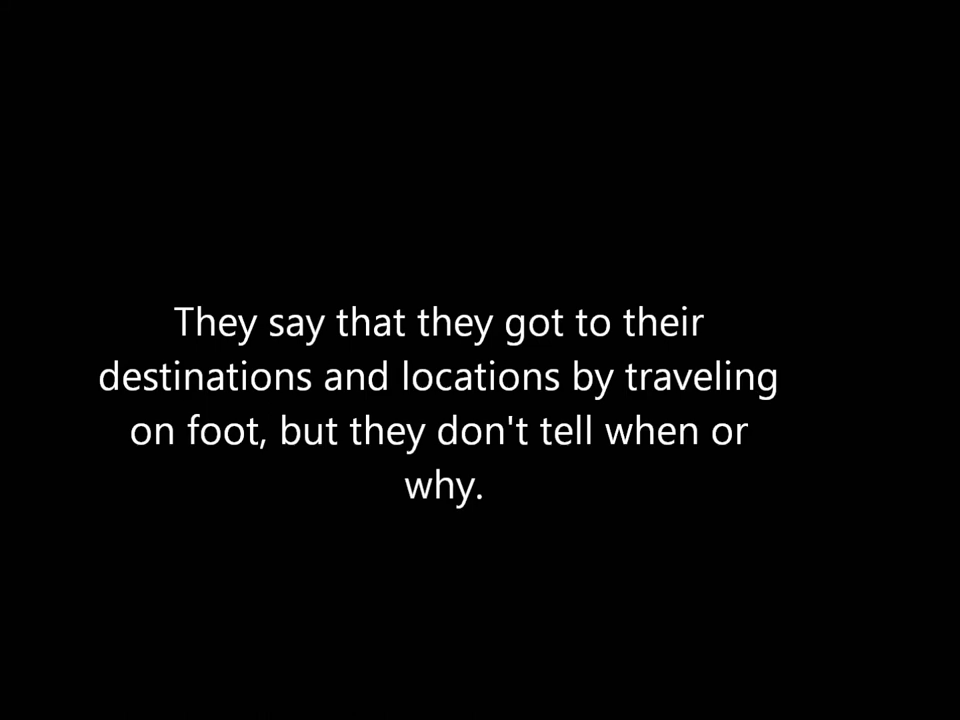 They say that they got to their
destinations and locations by traveling
on foot, but they don't tell when or
why.